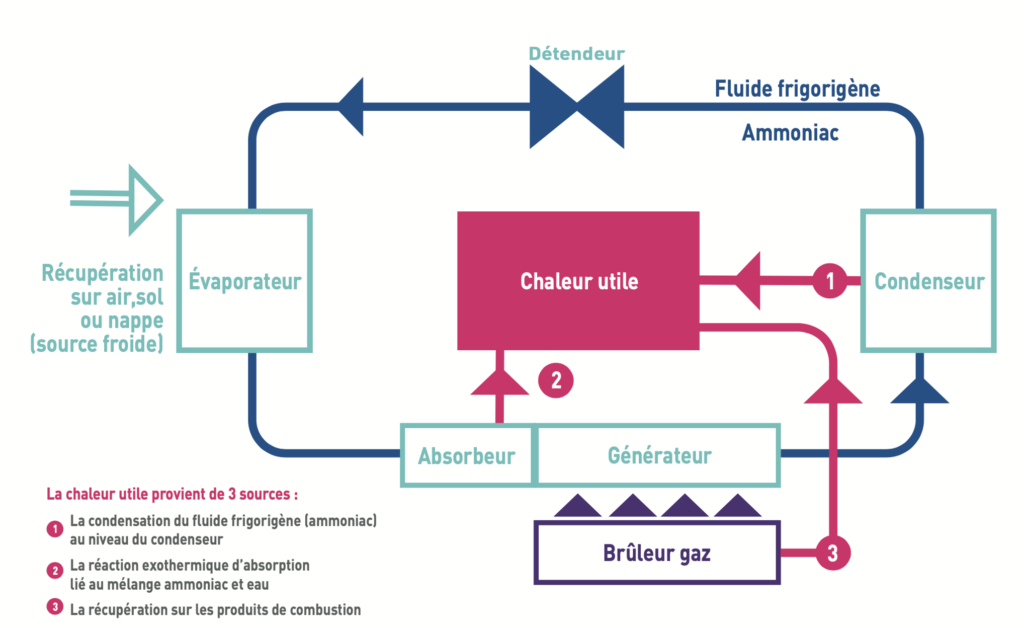 Détendeur
Fluide frigorigène
Ammoniac
Récupération
sur air,sol
ou nappe
(source froide)
Évaporateur
Chaleur utile
1
Condenseur
2
Absorbeur
Générateur
Brûleur gaz
3
La chaleur utile provient de 3 sources :
1 La condensation du fluide frigorigène (ammoniac)
au niveau du condenseur
2 La réaction exothermique d'absorption
lié au mélange ammoniac et eau
3 La récupération sur les produits de combustion